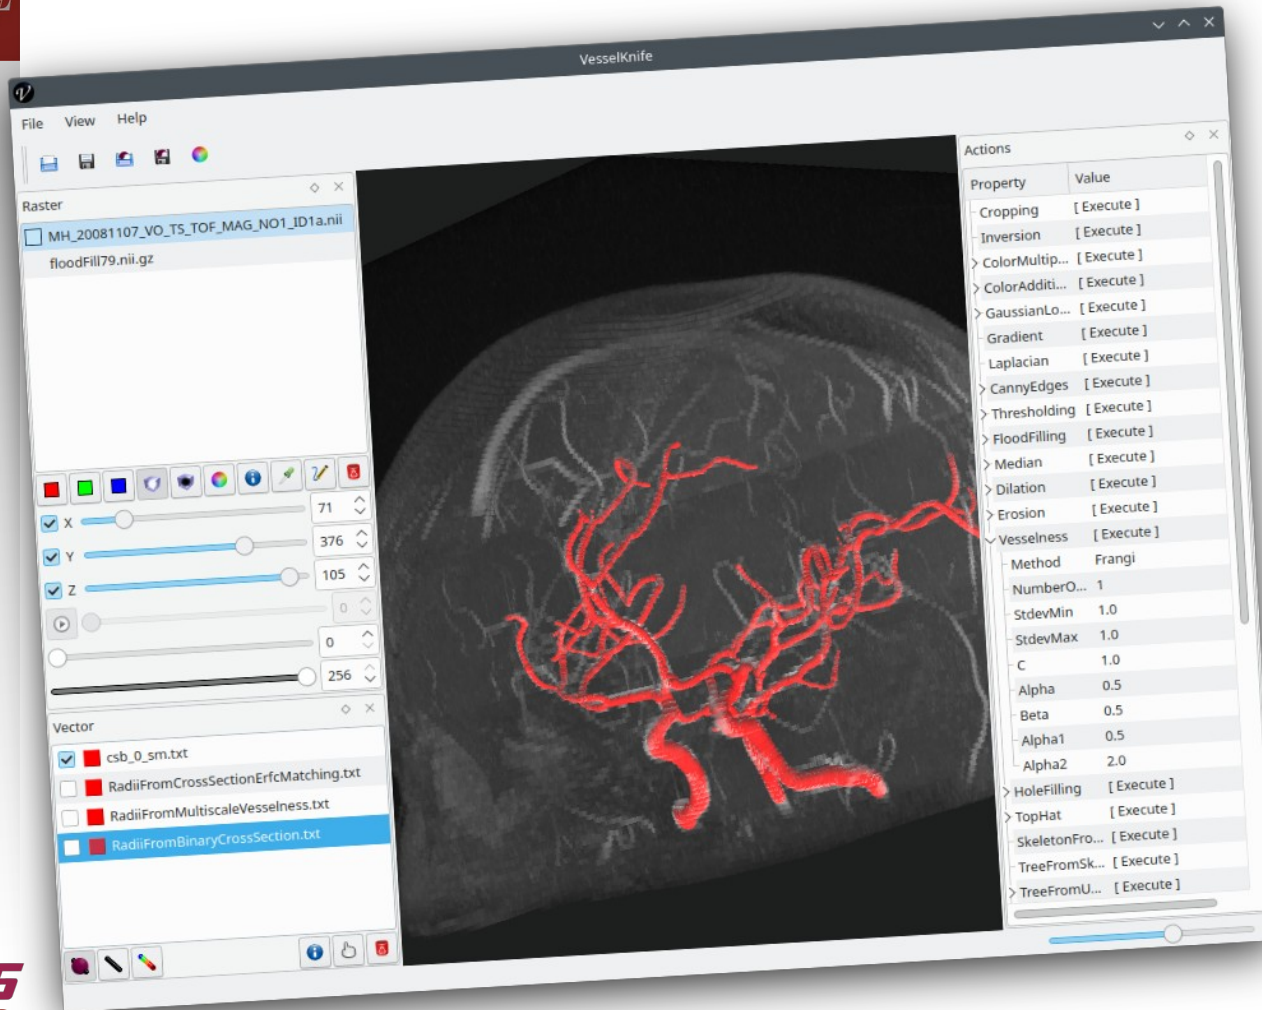 VesselKnife
File View Help
Raster
MH_20081107_VO_TS_TOF_MAG_NO1_ID1a.nii
floodFill79.nii.gz
X 71
Y 376
Z 105
0
0
256
Vector
csb_0_sm.txt
RadiiFromCrossSectionErfcMatching.txt
RadiiFromMultiscaleVesselness.txt
RadiiFromBinaryCrossSection.txt
Actions
Property Value
Cropping [ Execute ]
Inversion [ Execute ]
ColorMultip... [ Execute ]
ColorAdditi... [ Execute ]
GaussianLo... [ Execute ]
Gradient [ Execute ]
Laplacian [ Execute ]
CannyEdges [ Execute ]
Thresholding [ Execute ]
FloodFilling [ Execute ]
Median [ Execute ]
Dilation [ Execute ]
Erosion [ Execute ]
Vesselness [ Execute ]
Method Frangi
NumberO... 1
StdevMin 1.0
StdevMax 1.0
C 1.0
Alpha 0.5
Beta 0.5
Alpha1 0.5
Alpha2 2.0
HoleFilling [ Execute ]
TopHat [ Execute ]
SkeletonFro... [ Execute ]
TreeFromSk... [ Execute ]
TreeFromU... [ Execute ]